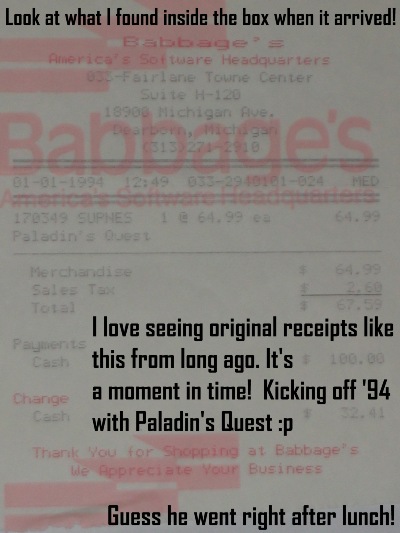 Look at what I found inside the box when it arrived!
Babbage's
America's Software Headquarters
033-Fairlane Towne Center
Suite H-120
18900 Michigan Ave.
Dearborn, Michigan
(313)271-2910
Babbage's
America's Software Headquarters
01-01-1994 12:49 033-2940101-024 MED
170349 SUPNES 1 @ 64.99 ea 64.99
Paladin's Quest
Merchandise $ 64.99
Sales Tax $ 2.60
Total $ 67.59
I love seeing original receipts like
this from long ago. It's
a moment in time! Kicking off '94
with Paladin's Quest :p
Payments
Cash $ 100.00
Change
Cash $ 32.41
Thank You for Shopping at Babbage's
We Appreciate Your Business
Guess he went right after lunch!